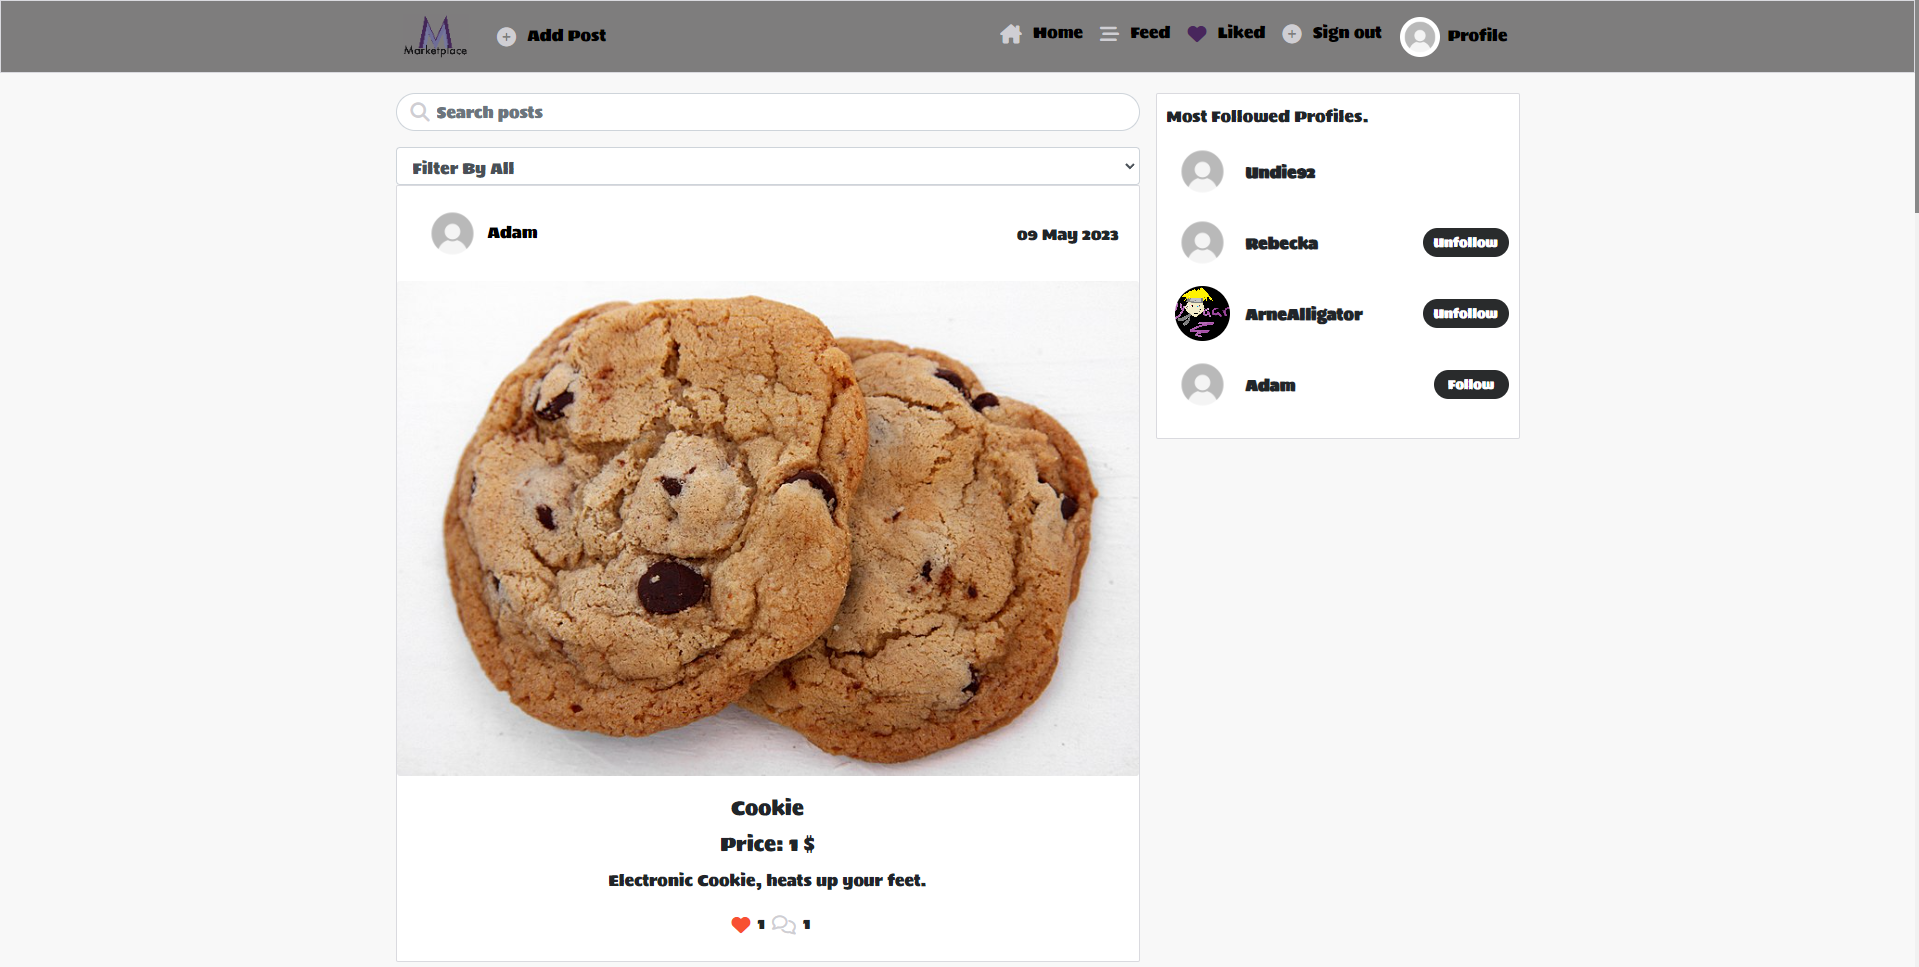 Marketplace
Add Post
Home
Feed
Liked
Sign out
Profile
Search posts
Filter By All
Adam
09 May 2023
Cookie
Price: 1 $
Electronic Cookie, heats up your feet.
1 1
Most Followed Profiles.
Undie92
Rebecka
Unfollow
ArneAlligator
Unfollow
Adam
Follow